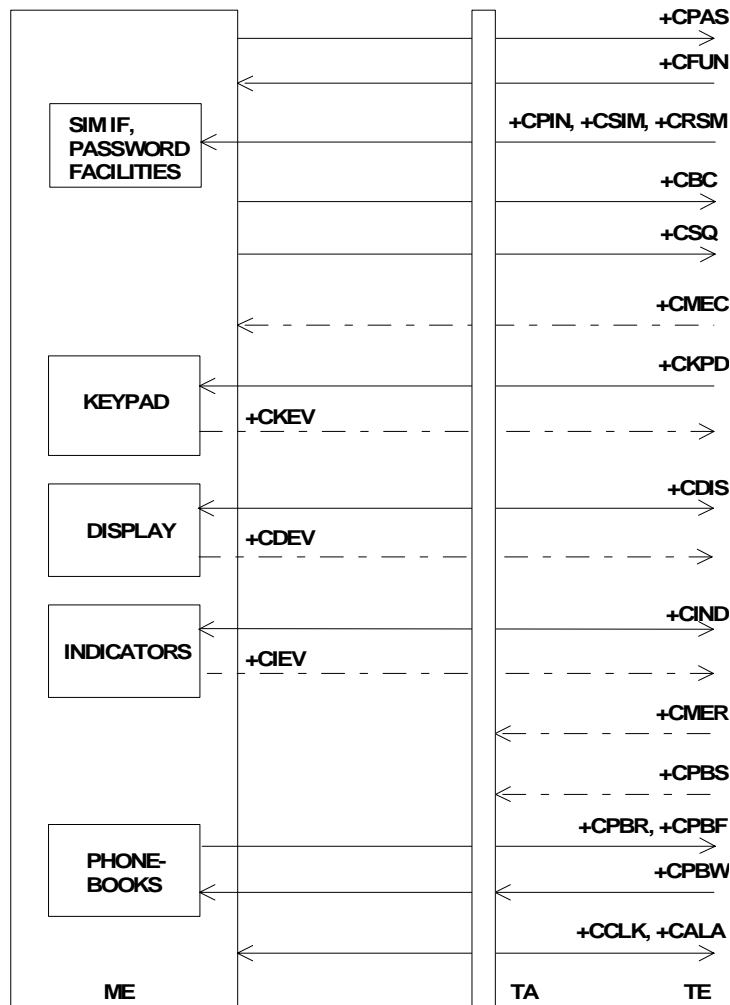 +CPAS
+CFUN
SIM IF,
PASSWORD
FACILITIES
+CPIN, +CSIM, +CRSM
+CBC
+CSQ
+CMEC
+CKPD
KEYPAD
+CKEV
+CDIS
DISPLAY
+CDEV
+CIND
INDICATORS
+CIEV
+CMER
+CPBS
+CPBR, +CPBF
PHONE-
BOOKS
+CPBW
+CCLK, +CALA
ME TA TE